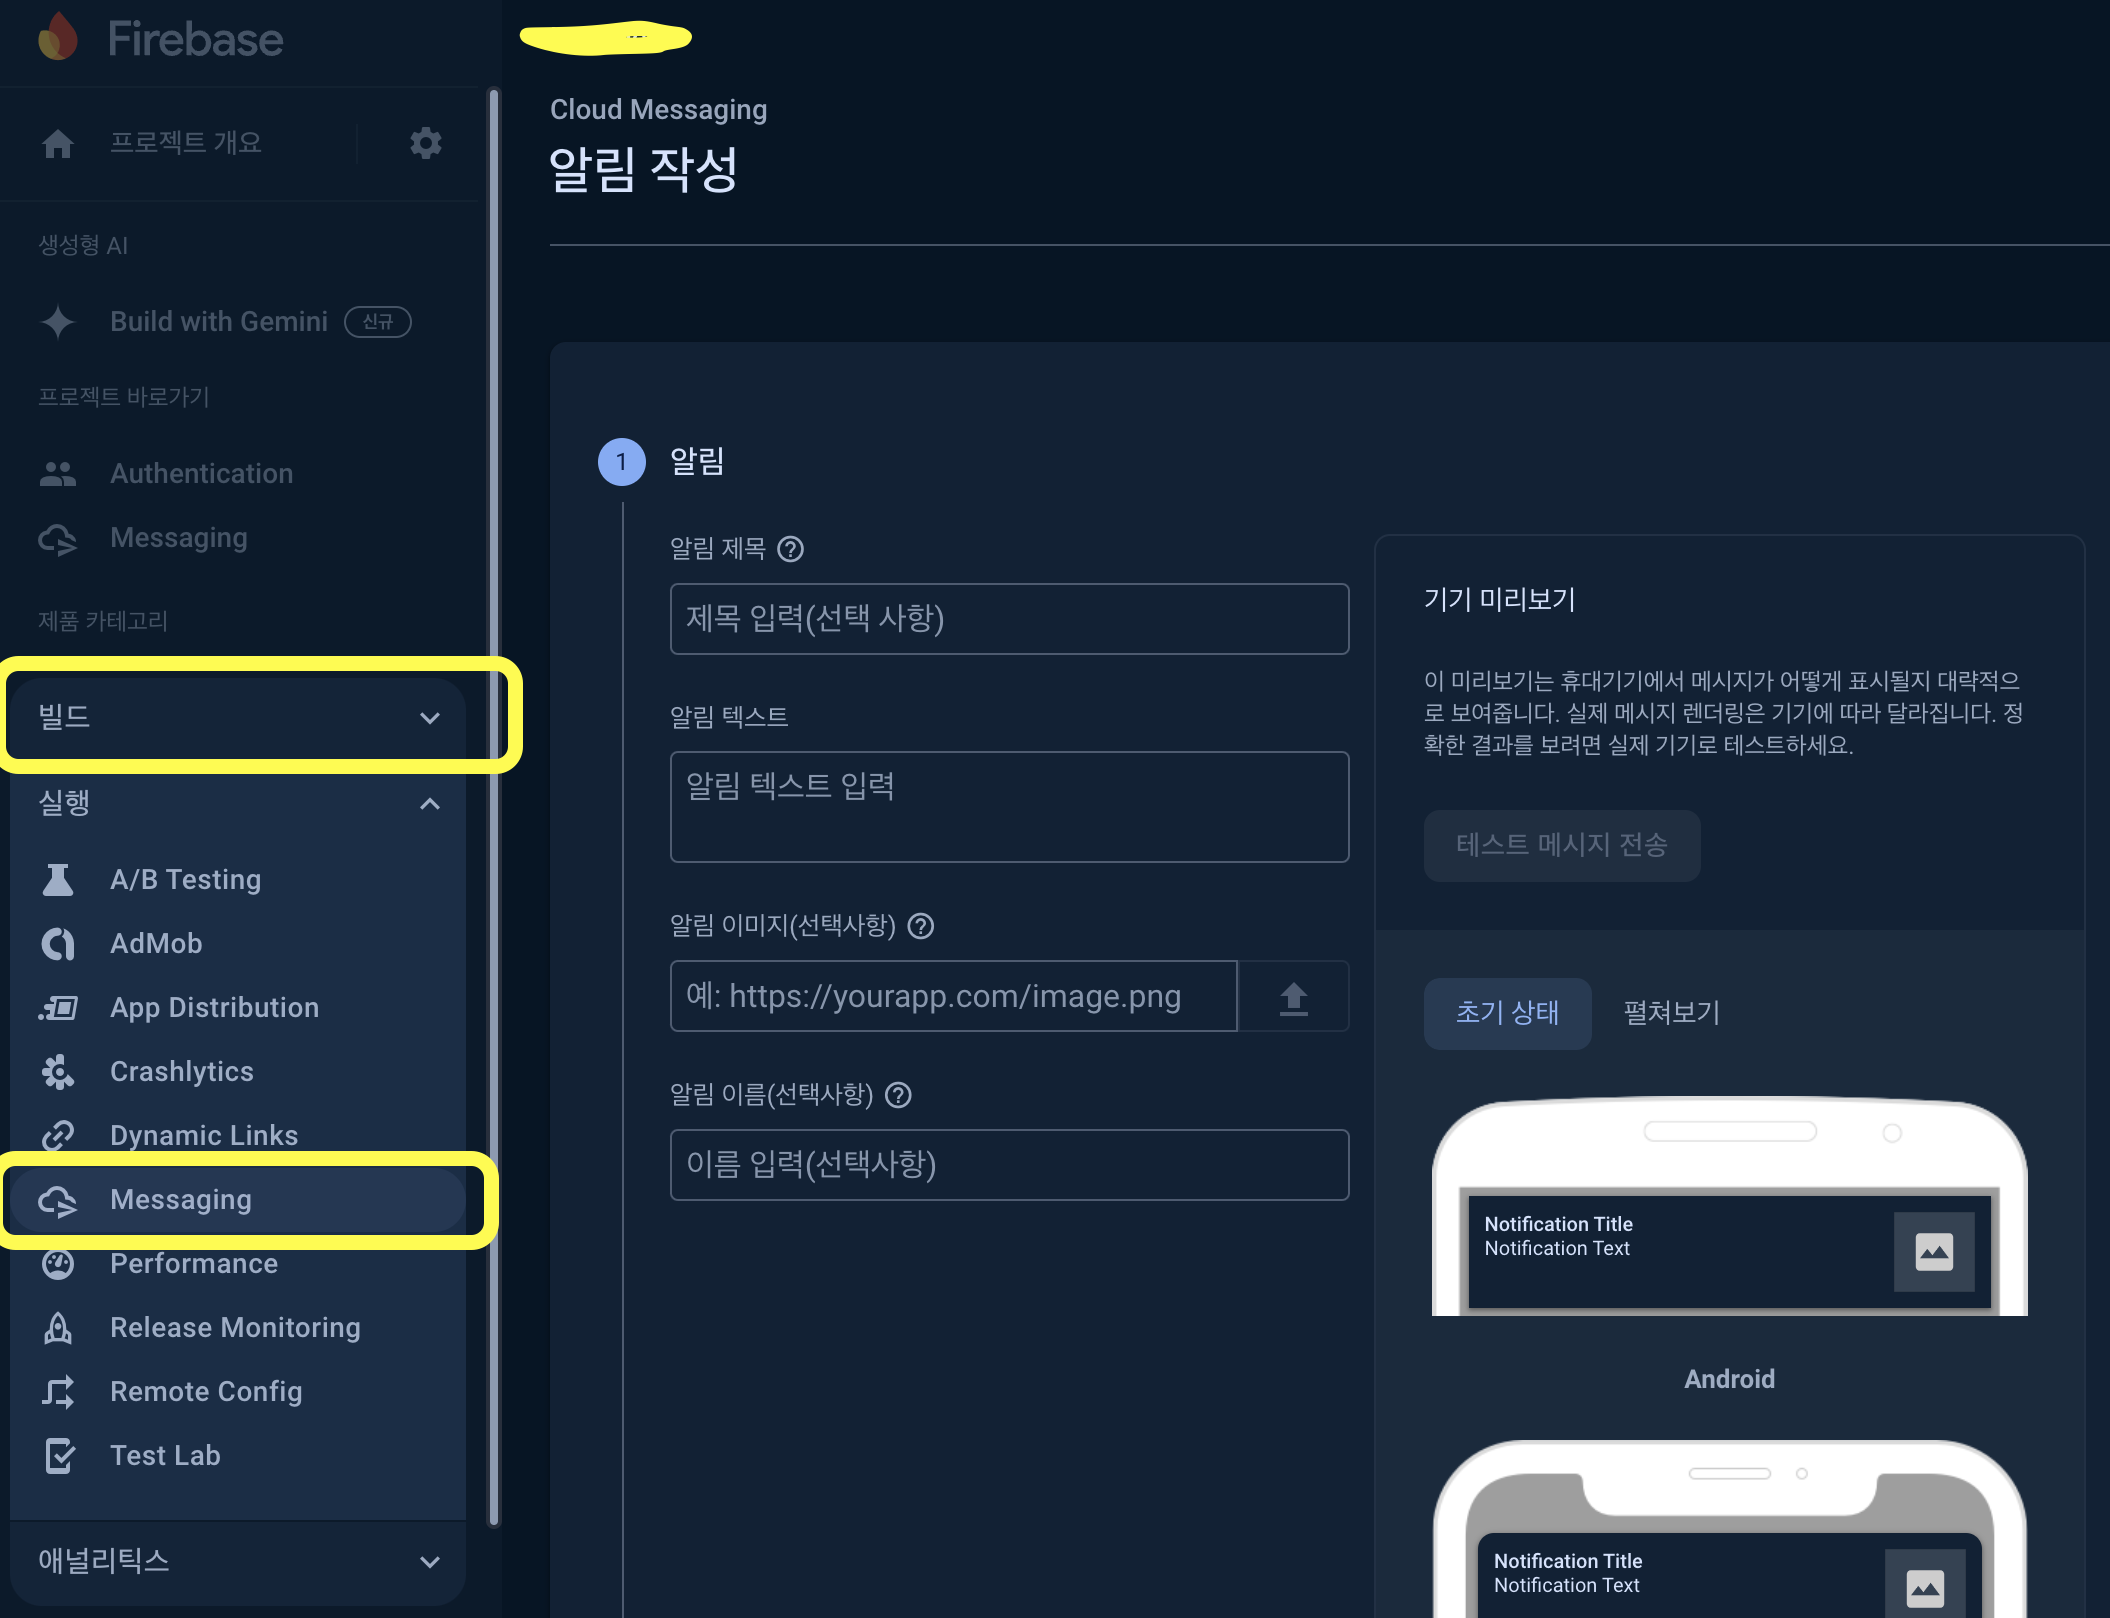 Firebase
프로젝트 개요
생성형 AI
Build with Gemini 신규
프로젝트 바로가기
Authentication
Messaging
제품 카테고리
빌드
실행
A/B Testing
AdMob
App Distribution
Crashlytics
Dynamic Links
Messaging
Performance
Release Monitoring
Remote Config
Test Lab
애널리틱스
Cloud Messaging
알림 작성
1 알림
알림 제목
제목 입력(선택 사항)
알림 텍스트
알림 텍스트 입력
알림 이미지(선택사항)
예: https://yourapp.com/image.png
알림 이름(선택사항)
이름 입력(선택사항)
기기 미리보기
이 미리보기는 휴대기기에서 메시지가 어떻게 표시될지 대략적으
로 보여줍니다. 실제 메시지 렌더링은 기기에 따라 달라집니다. 정
확한 결과를 보려면 실제 기기로 테스트하세요.
테스트 메시지 전송
초기 상태 펼쳐보기
Notification Title
Notification Text
Android
Notification Title
Notification Text